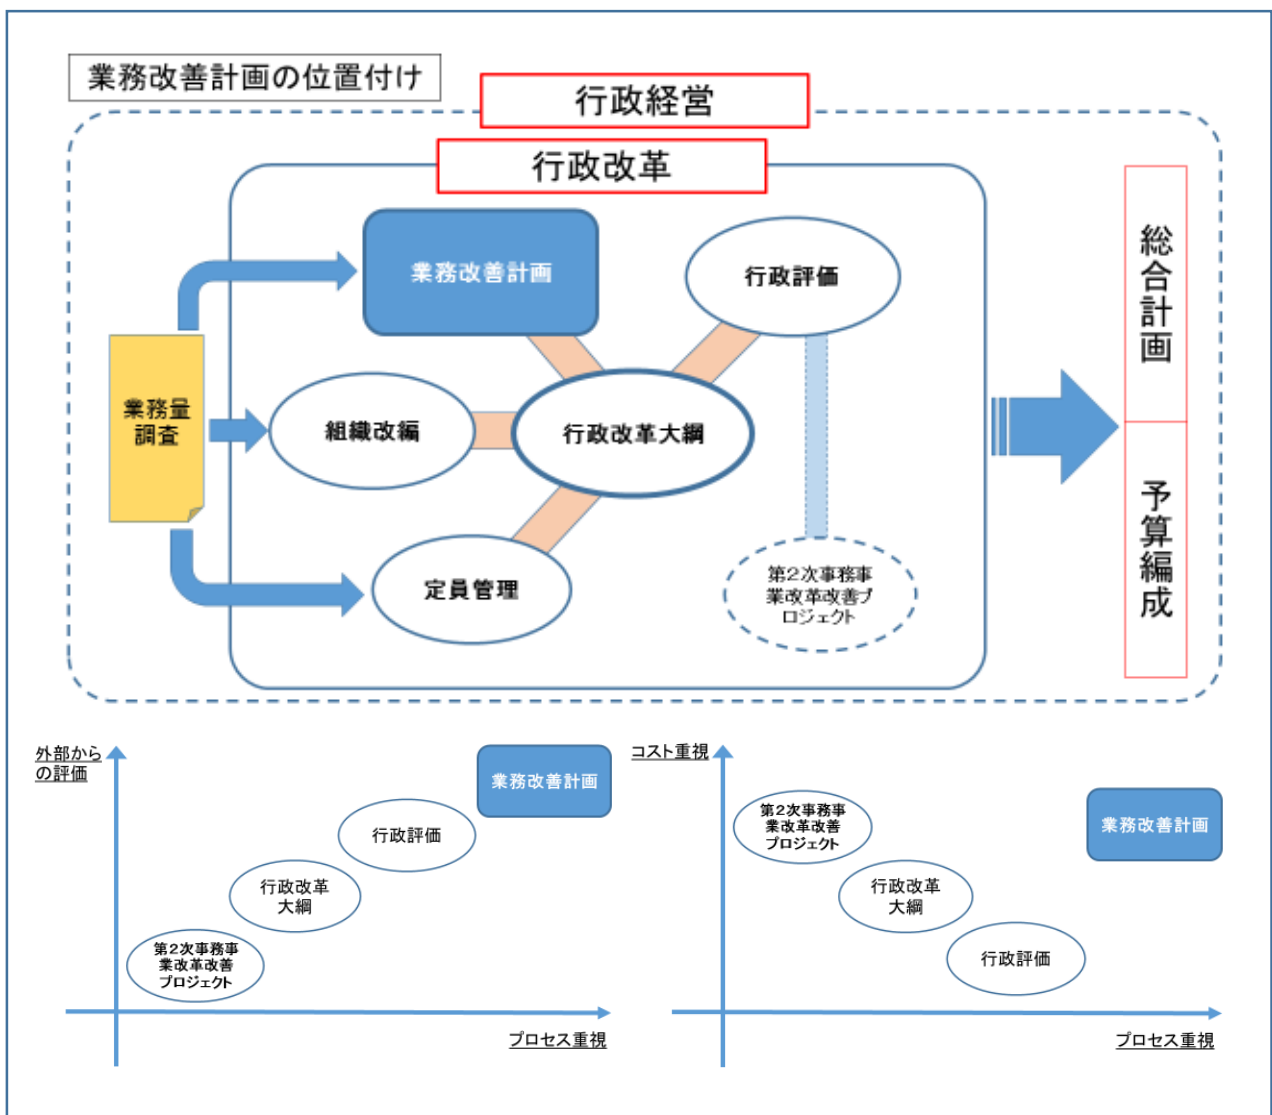 業務改善計画の位置付け
行政経営
行政改革
業務改善計画
行政評価
業務量
調査
組織改編
行政改革大綱
定員管理
第2次事務事
業改革改善プ
ロジェクト
総合計画
予算編成
外部から
の評価
業務改善計画
行政評価
行政改革
大綱
第2次事務事
業改革改善
プロジェクト
プロセス重視
コスト重視
第2次事務事
業改革改善
プロジェクト
業務改善計画
行政改革
大綱
行政評価
プロセス重視